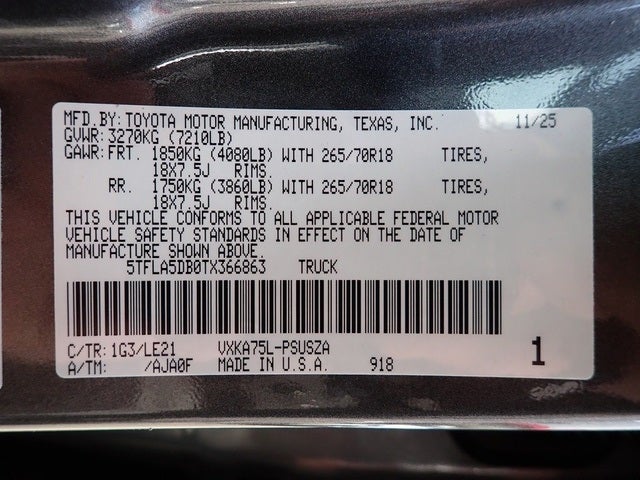 MFD.BY:TOYOTA MOTOR MANUFACTURING, TEXAS, INC. 11/25
GVWR:3270KG (7210LB)
GAWR:FRT. 1850KG (4080LB) WITH 265/70R18 TIRES,
18X7.5J RIMS.
RR. 1750KG (3860LB) WITH 265/70R18 TIRES,
18X7.5J RIMS.
THIS VEHICLE CONFORMS TO ALL APPLICABLE FEDERAL MOTOR
VEHICLE SAFETY STANDARDS IN EFFECT ON THE DATE OF
MANUFACTURE SHOWN ABOVE.
5TFLA5DB0TX366863 TRUCK
C/TR:1G3/LE21 VXKA75L-PSUSZA 1
A/TM: /AJA0F MADE IN U.S.A. 918